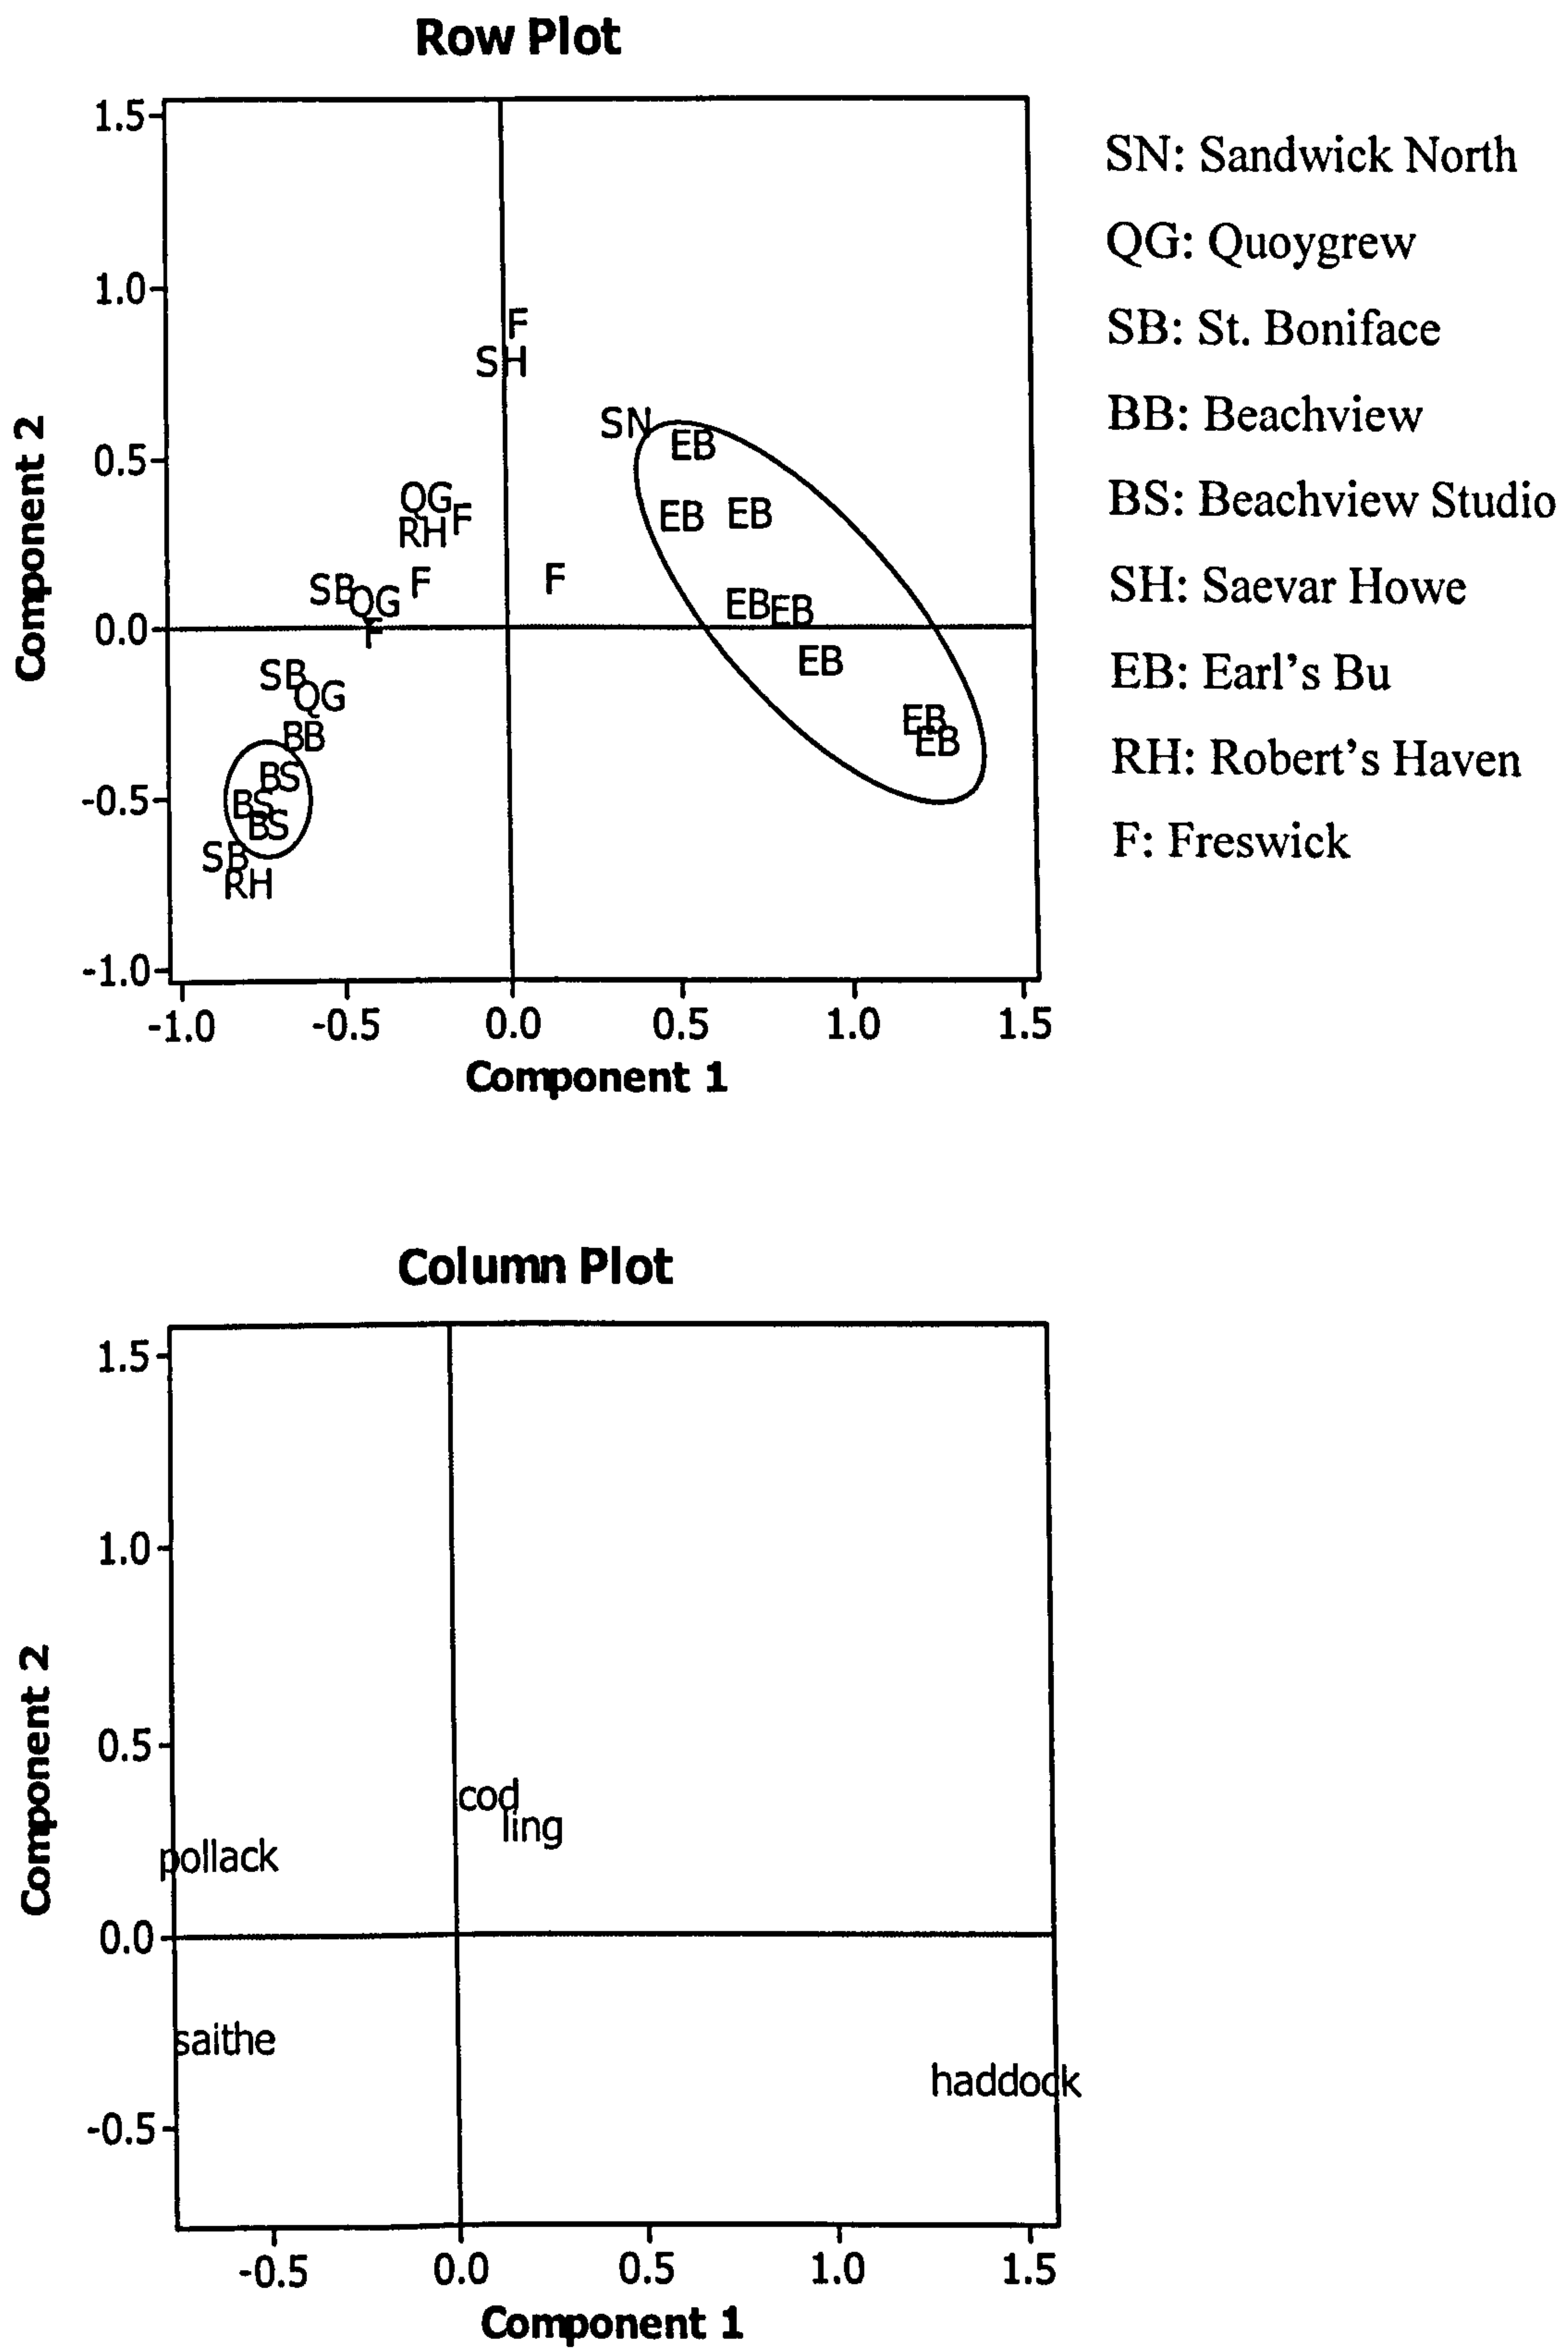 Row Plot
1.5
1.0
0.5
0.0
-0.5
-1.0
Component 2
F
SH
SN
EB
EB
EB
QG
F
RH
SB
QG
F
F
F
EB
EB
EB
SB
QG
BB
EB
EB
BS
BS
BS
SB
RH
-1.0
-0.5
0.0
0.5
1.0
1.5
Component 1
SN: Sandwick North
QG: Quoygrew
SB: St. Boniface
BB: Beachview
BS: Beachview Studio
SH: Saevar Howe
EB: Earl's Bu
RH: Robert's Haven
F: Freswick
Column Plot
1.5
1.0
0.5
0.0
-0.5
Component 2
cod
ling
pollack
saithe
haddock
-0.5
0.0
0.5
1.0
1.5
Component 1